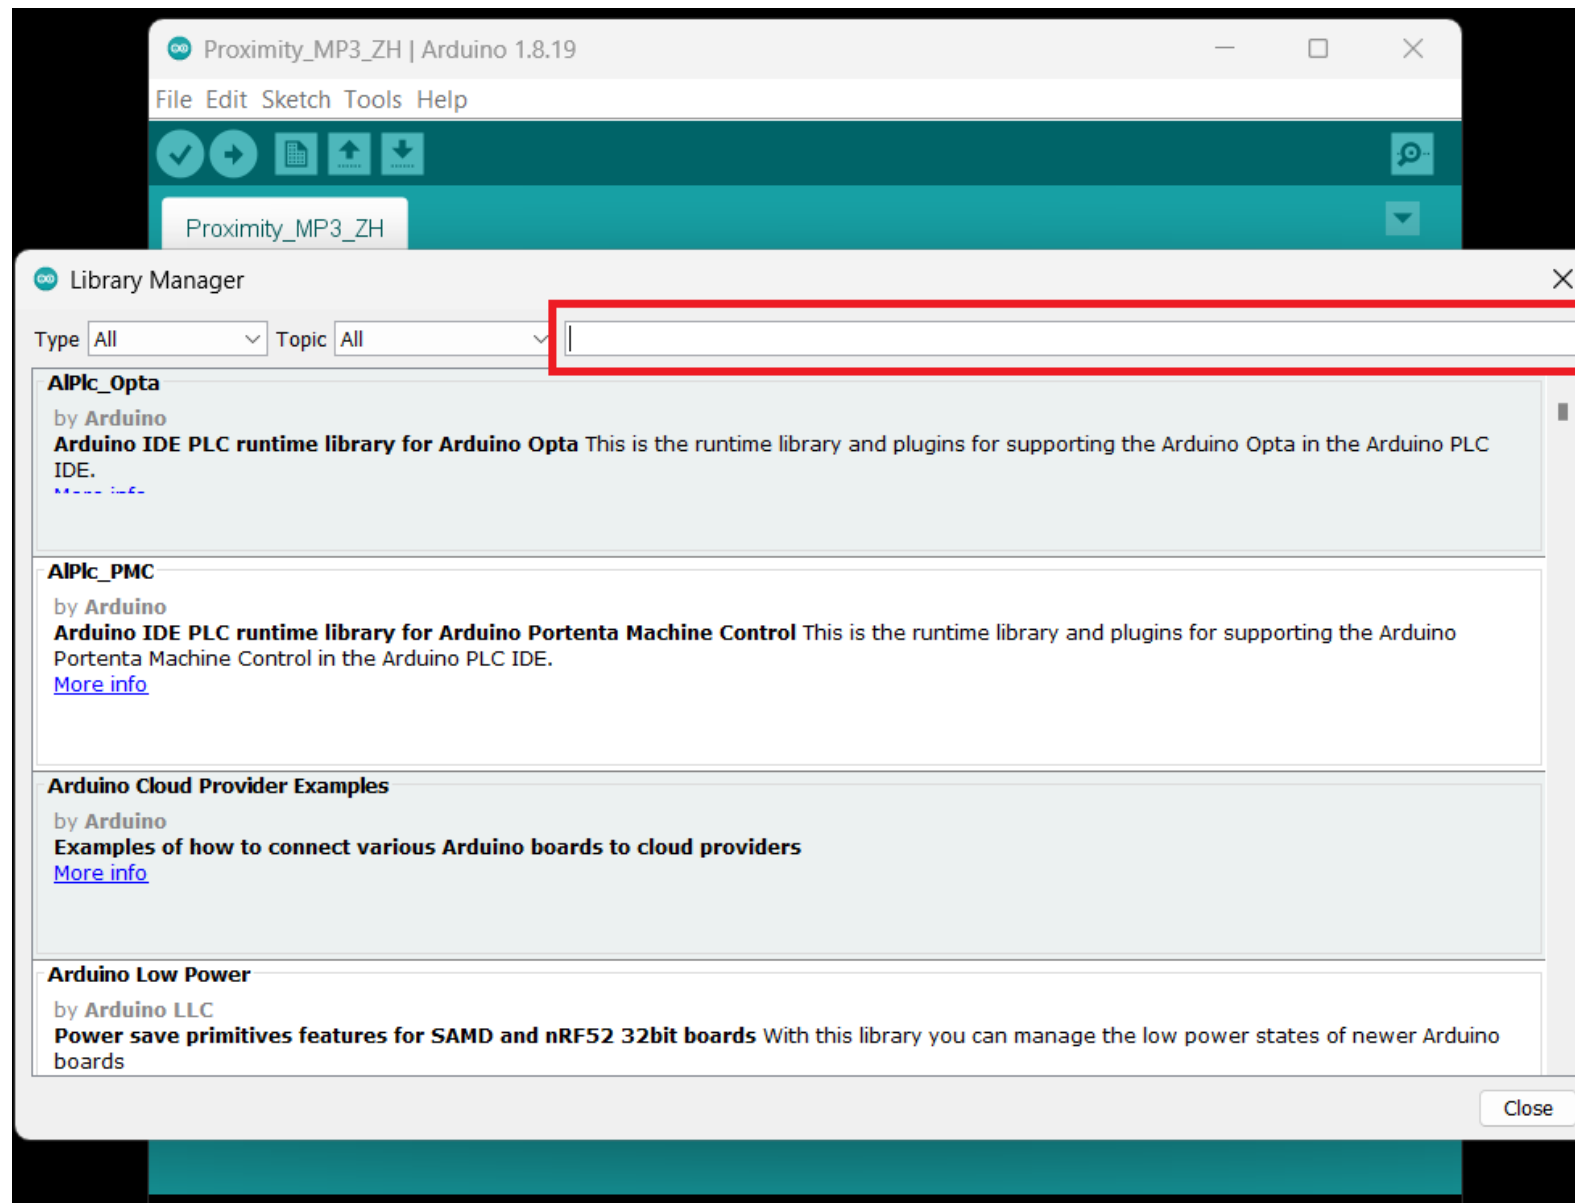 Proximity_MP3_ZH | Arduino 1.8.19
File Edit Sketch Tools Help
Proximity_MP3_ZH
Library Manager
Type All Topic All
AlPlc_Opta
by Arduino
Arduino IDE PLC runtime library for Arduino Opta This is the runtime library and plugins for supporting the Arduino Opta in the Arduino PLC
IDE.
More info
AlPlc_PMC
by Arduino
Arduino IDE PLC runtime library for Arduino Portenta Machine Control This is the runtime library and plugins for supporting the Arduino
Portenta Machine Control in the Arduino PLC IDE.
More info
Arduino Cloud Provider Examples
by Arduino
Examples of how to connect various Arduino boards to cloud providers
More info
Arduino Low Power
by Arduino LLC
Power save primitives features for SAMD and nRF52 32bit boards With this library you can manage the low power states of newer Arduino
boards
Close